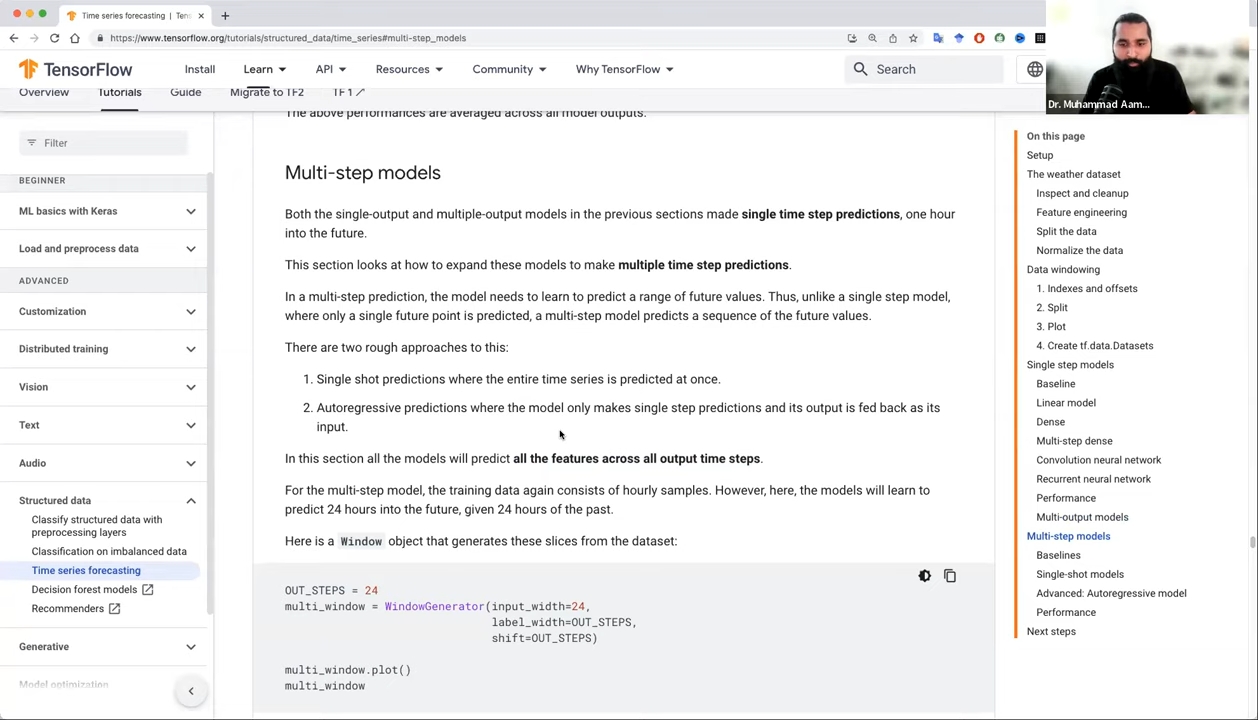 Time series forecasting | Tens
https://www.tensorflow.org/tutorials/structured_data/time_series#multi-step_models
TensorFlow
Install
Learn
API
Resources
Community
Why TensorFlow
Search
Dr. Muhammad Aam...
Overview
Tutorials
Guide
Migrate to TF2
TF 1
Filter
BEGINNER
ML basics with Keras
Load and preprocess data
ADVANCED
Customization
Distributed training
Vision
Text
Audio
Structured data
Classify structured data with
preprocessing layers
Classification on imbalanced data
Time series forecasting
Decision forest models
Recommenders
Generative
Model optimization
The above performances are averaged across all model outputs.
Multi-step models
Both the single-output and multiple-output models in the previous sections made single time step predictions, one hour
into the future.
This section looks at how to expand these models to make multiple time step predictions.
In a multi-step prediction, the model needs to learn to predict a range of future values. Thus, unlike a single step model,
where only a single future point is predicted, a multi-step model predicts a sequence of the future values.
There are two rough approaches to this:
1. Single shot predictions where the entire time series is predicted at once.
2. Autoregressive predictions where the model only makes single step predictions and its output is fed back as its
input.
In this section all the models will predict all the features across all output time steps.
For the multi-step model, the training data again consists of hourly samples. However, here, the models will learn to
predict 24 hours into the future, given 24 hours of the past.
Here is a Window object that generates these slices from the dataset:
OUT_STEPS = 24
multi_window = WindowGenerator(input_width=24,
label_width=OUT_STEPS,
shift=OUT_STEPS)
multi_window.plot()
multi_window
On this page
Setup
The weather dataset
Inspect and cleanup
Feature engineering
Split the data
Normalize the data
Data windowing
1. Indexes and offsets
2. Split
3. Plot
4. Create tf.data.Datasets
Single step models
Baseline
Linear model
Dense
Multi-step dense
Convolution neural network
Recurrent neural network
Performance
Multi-output models
Multi-step models
Baselines
Single-shot models
Advanced: Autoregressive model
Performance
Next steps